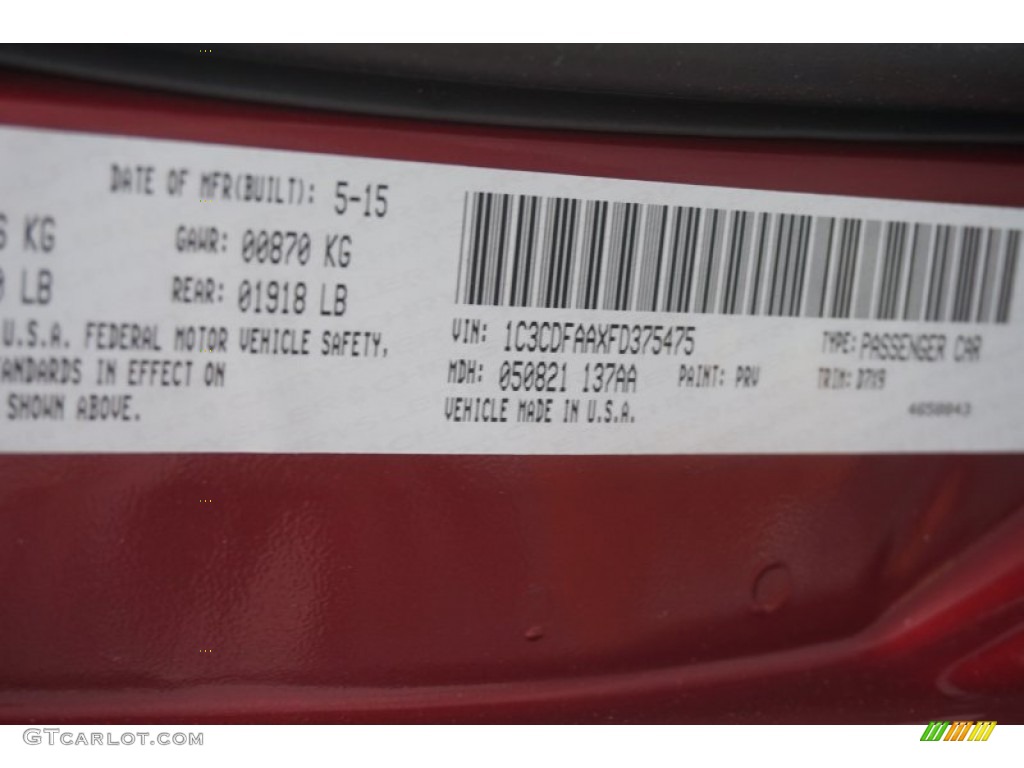 DATE OF MFR(BUILT): 5-15
KG GAWR: 00870 KG
LB REAR: 01918 LB
U.S.A. FEDERAL MOTOR VEHICLE SAFETY,
ANDARDS IN EFFECT ON
SHOWN ABOVE.
VIN: 1C3CDFAAXFD375475 TYPE: PASSENGER CAR
MDH: 050821 137AA PAINT: PRV TRIM: D7X9
VEHICLE MADE IN U.S.A.
GTCarlot.com